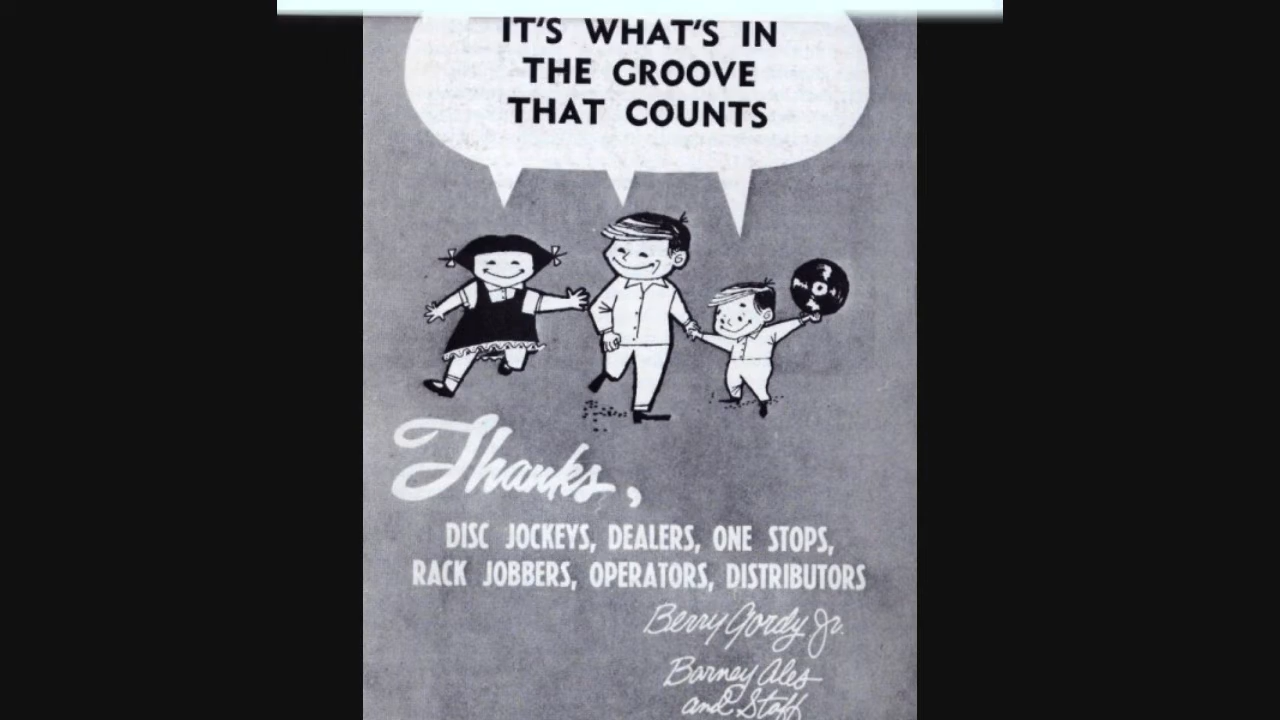 IT'S WHAT'S IN
THE GROOVE
THAT COUNTS
Thanks,
DISC JOCKEYS, DEALERS, ONE STOPS,
RACK JOBBERS, OPERATORS, DISTRIBUTORS
Berry Gordy Jr.
Barney Ales
and Staff